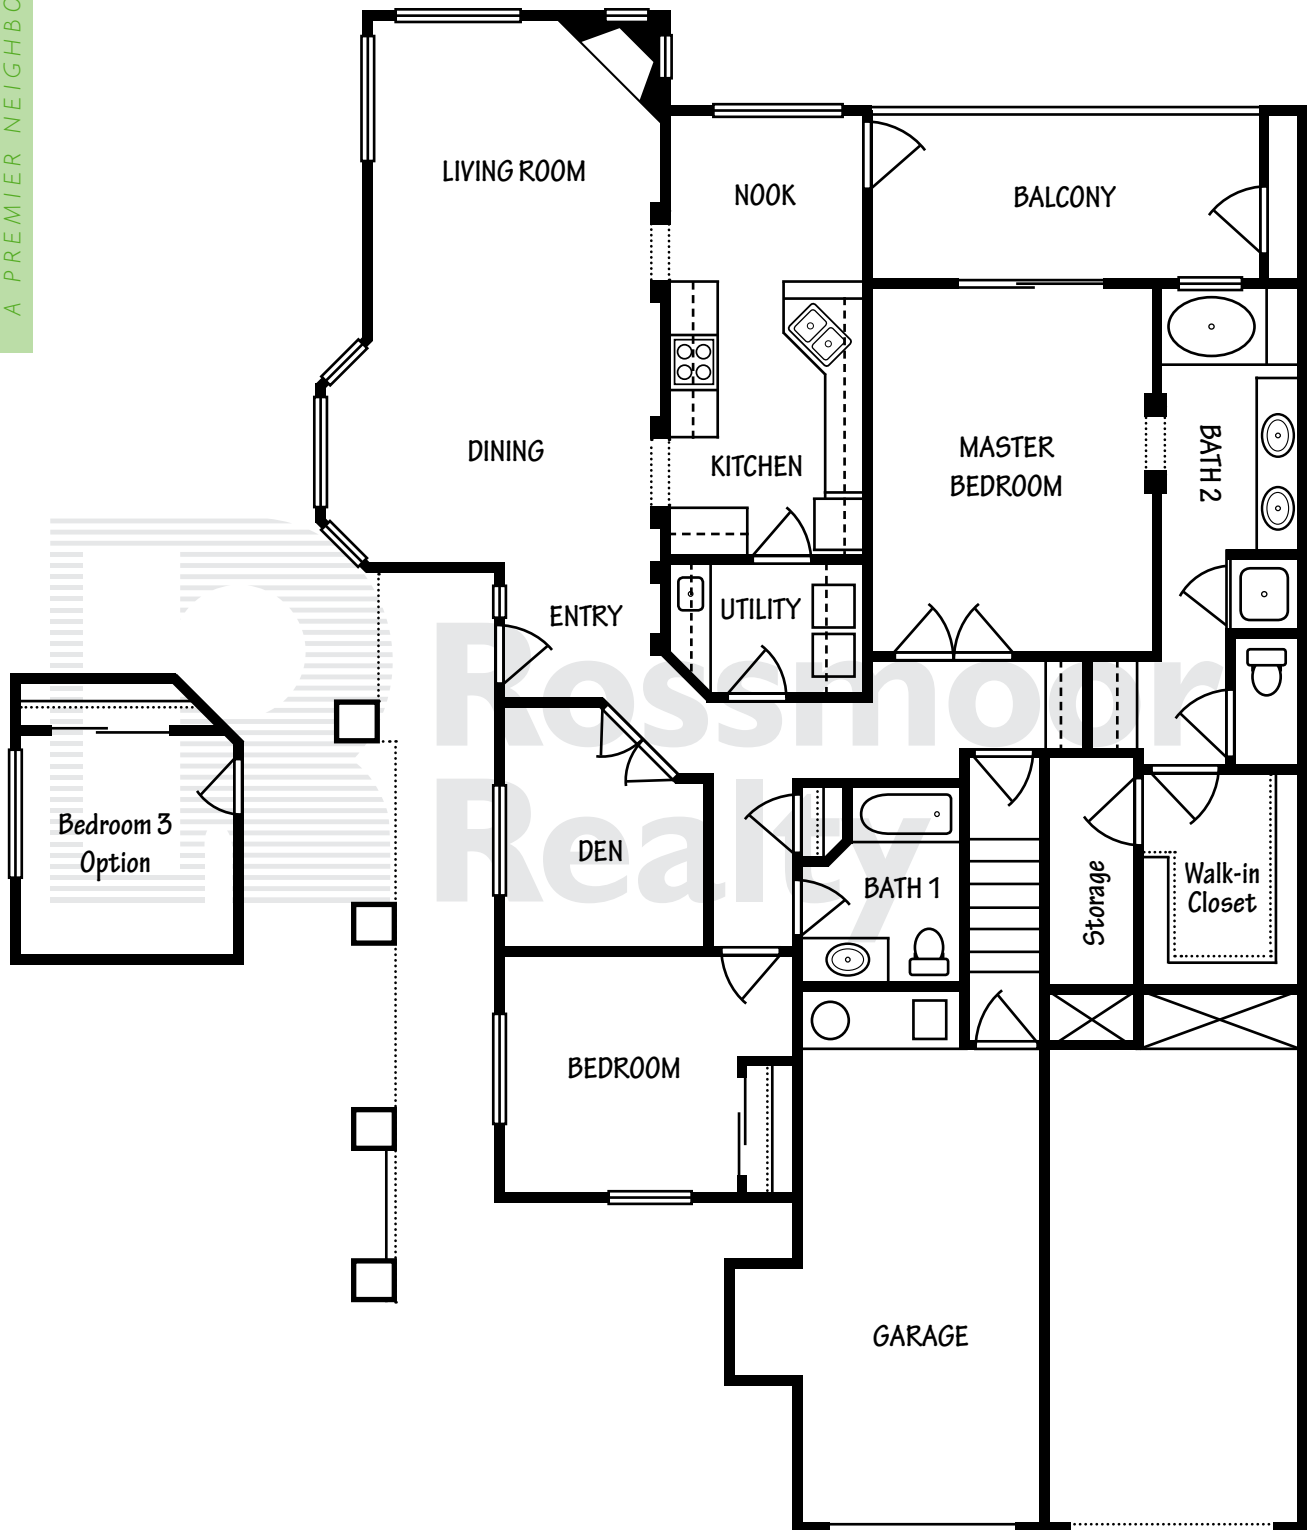 A PREMIER NEIGHBO
LIVING ROOM
NOOK
BALCONY
DINING
KITCHEN
MASTER
BEDROOM
BATH 2
ENTRY
UTILITY
Rossmoor
Realty
Bedroom 3
Option
DEN
BATH 1
Storage
Walk-in
Closet
BEDROOM
GARAGE